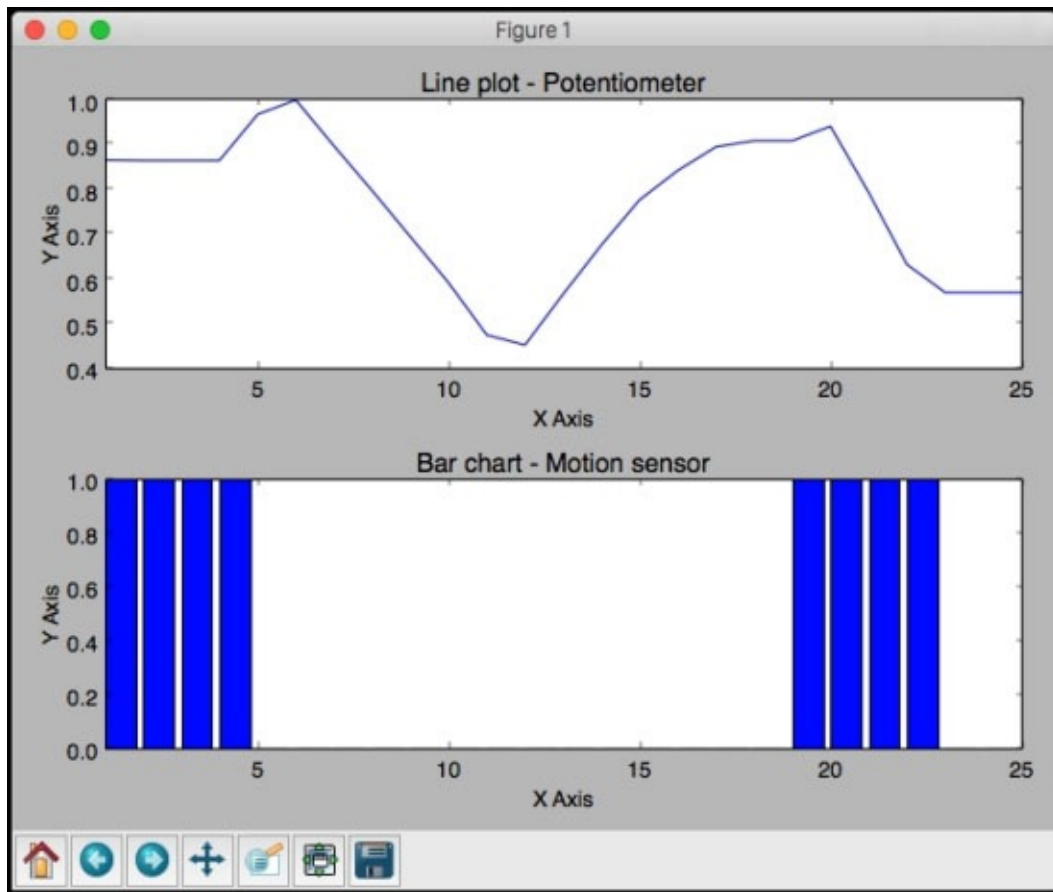 Figure 1
Line plot - Potentiometer
1.0
0.9
0.8
0.7
0.6
0.5
0.4
Y Axis
5 10 15 20 25
X Axis
Bar chart - Motion sensor
1.0
0.8
0.6
0.4
0.2
0.0
Y Axis
5 10 15 20 25
X Axis